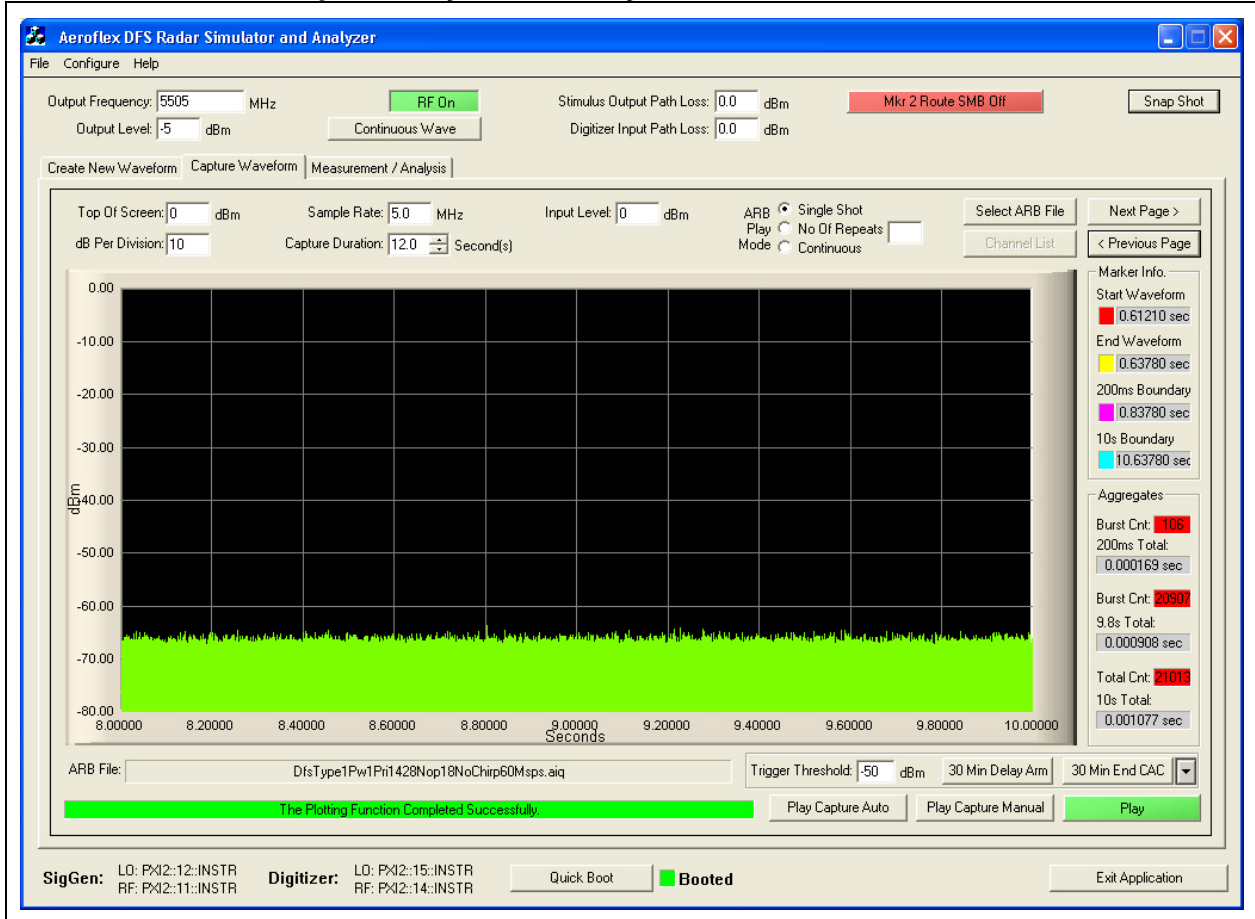 Aeroflex DFS Radar Simulator and Analyzer
File Configure Help
Output Frequency: 5505 MHz RF On Stimulus Output Path Loss: 0.0 dBm Mkr 2 Route SMB Off Snap Shot
Output Level: -5 dBm Continuous Wave Digitizer Input Path Loss: 0.0 dBm
Create New Waveform Capture Waveform Measurement / Analysis
Top Of Screen: 0 dBm Sample Rate: 5.0 MHz Input Level: 0 dBm ARB Play Mode Single Shot Select ARB File Next Page >
No Of Repeats
dB Per Division: 10 Capture Duration: 12.0 Second(s) Continuous Channel List < Previous Page
0.00
-10.00
-20.00
-30.00
-40.00
-50.00
-60.00
-70.00
-80.00
dBm
8.00000 8.20000 8.40000 8.60000 8.80000 9.00000 9.20000 9.40000 9.60000 9.80000 10.00000
Seconds
Marker Info.
Start Waveform
0.61210 sec
End Waveform
0.63780 sec
200ms Boundary
0.83780 sec
10s Boundary
10.63780 sec
Aggregates
Burst Cnt: 106
200ms Total:
0.000169 sec
Burst Cnt: 20907
9.8s Total:
0.000908 sec
Total Cnt: 21013
10s Total:
0.001077 sec
ARB File: DfsType1Pw1Pri1428Nop18NoChirp60Msps.aiq Trigger Threshold: -50 dBm 30 Min Delay Arm 30 Min End CAC
The Plotting Function Completed Successfully. Play Capture Auto Play Capture Manual Play
SigGen: LO: PXI2::12::INSTR Digitizer: LO: PXI2::15::INSTR Quick Boot Booted Exit Application
RF: PXI2::11::INSTR RF: PXI2::14::INSTR